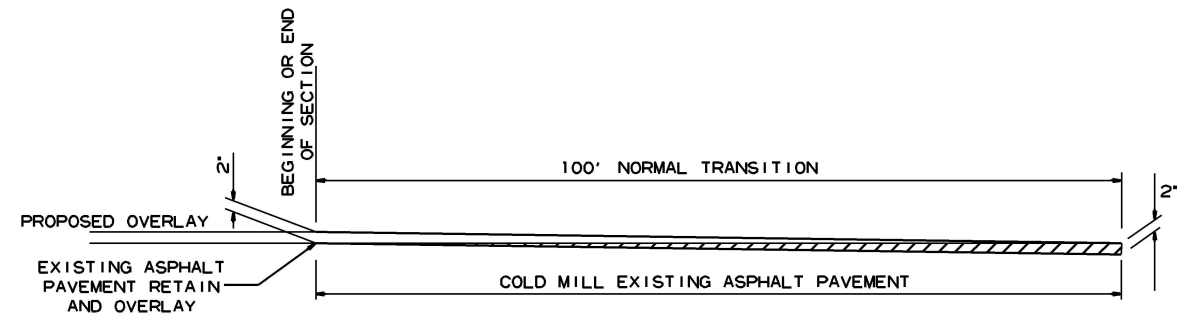 BEGINNING OR END
OF SECTION
2"
100' NORMAL TRANSITION
2"
PROPOSED OVERLAY
EXISTING ASPHALT
PAVEMENT RETAIN
AND OVERLAY
COLD MILL EXISTING ASPHALT PAVEMENT